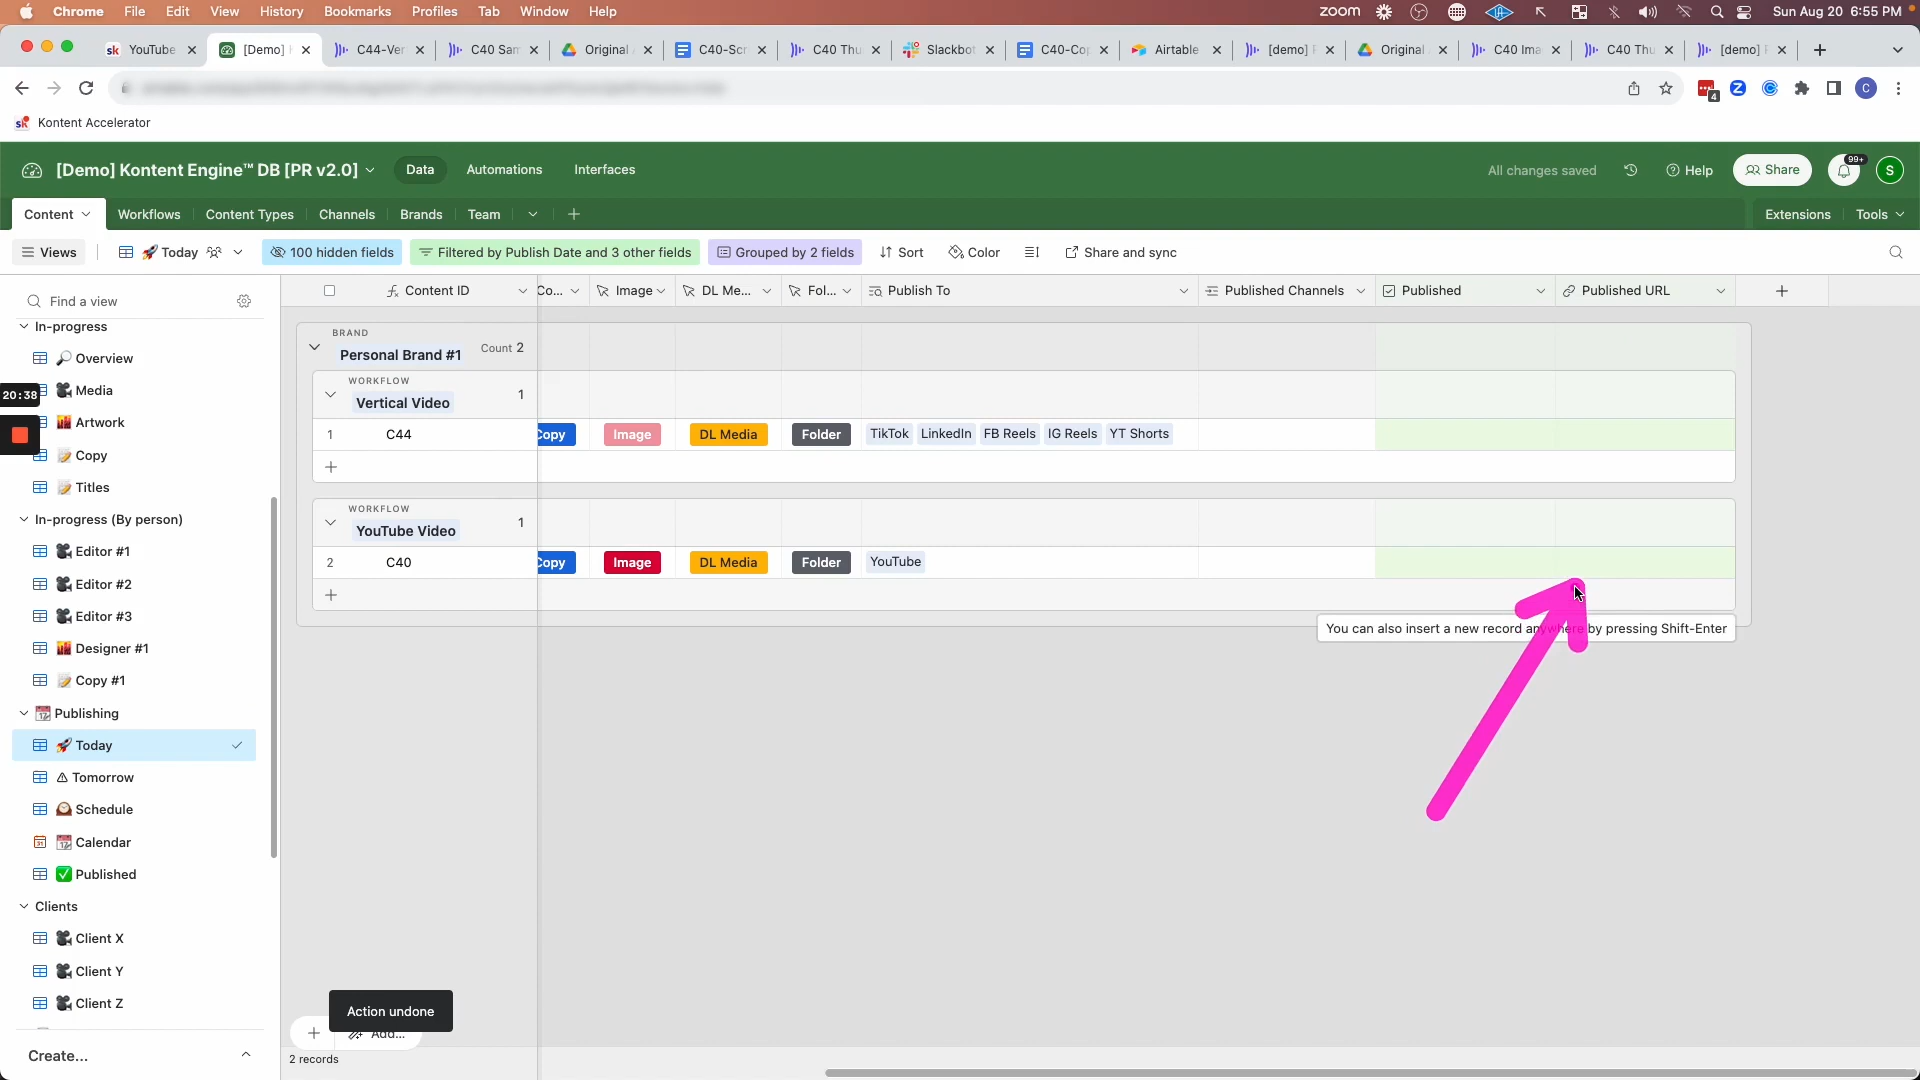 Chrome File Edit View History Bookmarks Profiles Tab Window Help zoom Sun Aug 20 6:55 PM
sk YouTube [Demo] C44-Ver C40 Sam Original C40-Scr C40 Thu Slackbot C40-Cop Airtable [demo] Original C40 Ima C40 Thu [demo]
4 C
sk Kontent Accelerator
[Demo] Kontent Engine™ DB [PR v2.0] Data Automations Interfaces All changes saved Help Share 99+ S
Content Workflows Content Types Channels Brands Team Extensions Tools
Views Today 100 hidden fields Filtered by Publish Date and 3 other fields Grouped by 2 fields Sort Color Share and sync
Find a view
In-progress
Overview
Media
Artwork
Copy
Titles
In-progress (By person)
Editor #1
Editor #2
Editor #3
Designer #1
Copy #1
Publishing
Today
Tomorrow
Schedule
Calendar
Published
Clients
Client X
Client Y
Client Z
Create...
20:38
Content ID Co... Image DL Me... Fol... Publish To Published Channels Published Published URL
BRAND
Personal Brand #1 Count 2
WORKFLOW
Vertical Video 1
1 C44 Copy Image DL Media Folder TikTok LinkedIn FB Reels IG Reels YT Shorts
WORKFLOW
YouTube Video 1
2 C40 Copy Image DL Media Folder YouTube
You can also insert a new record anywhere by pressing Shift-Enter
Action undone
Add...
2 records